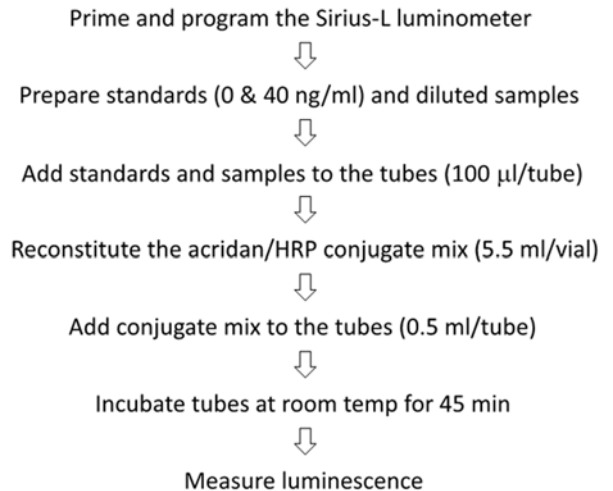 Prime and program the Sirius-L luminometer
Prepare standards (0 & 40 ng/ml) and diluted samples
Add standards and samples to the tubes (100 μl/tube)
Reconstitute the acridan/HRP conjugate mix (5.5 ml/vial)
Add conjugate mix to the tubes (0.5 ml/tube)
Incubate tubes at room temp for 45 min
Measure luminescence